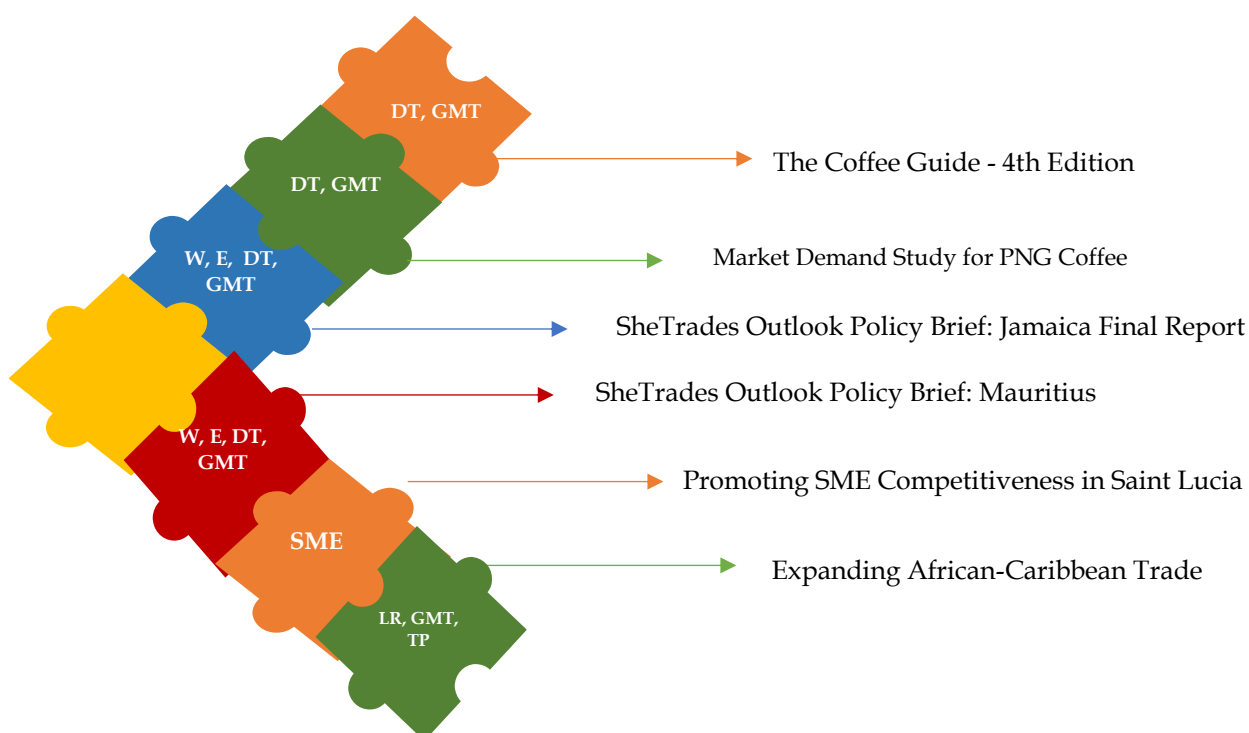 DT, GMT
The Coffee Guide - 4th Edition
DT, GMT
Market Demand Study for PNG Coffee
W, E, DT,
GMT
SheTrades Outlook Policy Brief: Jamaica Final Report
SheTrades Outlook Policy Brief: Mauritius
W, E, DT,
GMT
Promoting SME Competitiveness in Saint Lucia
SME
Expanding African-Caribbean Trade
LR, GMT,
TP